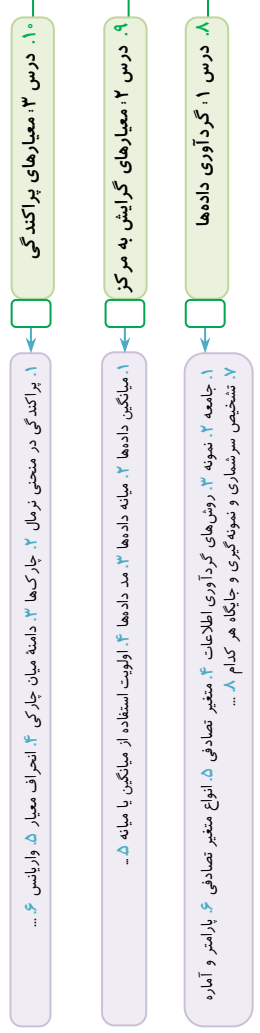 ۸. درس ۱: گردآوری داده‌ها
۱. جامعه ۲. نمونه ۳. روش‌های گردآوری اطلاعات ۴. متغیر تصادفی ۵. انواع متغیر تصادفی ۶. پارامتر و آماره
۷. تشخیص سرشماری و نمونه‌گیری و جایگاه هر کدام ۸. ...
۹. درس ۲: معیارهای گرایش به مرکز
۱. میانگین داده‌ها ۲. میانه داده‌ها ۳. مد داده‌ها ۴. اولویت استفاده از میانگین یا میانه ۵. ...
۱۰. درس ۳: معیارهای پراکندگی
۱. پراکندگی در منحنی نرمال ۲. چارک‌ها ۳. دامنهٔ میان چارکی ۴. انحراف معیار ۵. واریانس ۶. ...